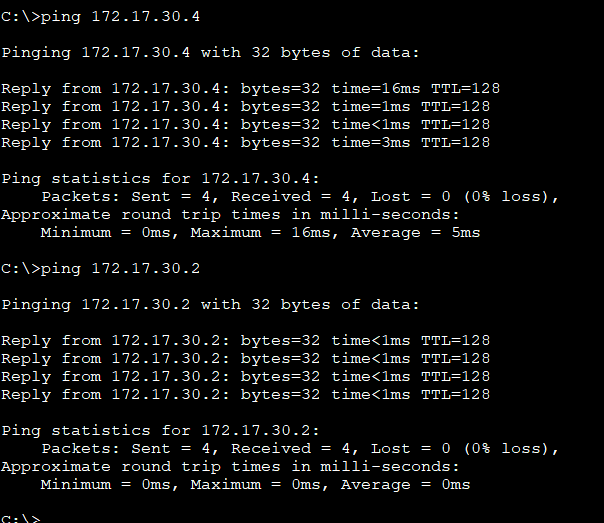 C:\>ping 172.17.30.4
Pinging 172.17.30.4 with 32 bytes of data:
Reply from 172.17.30.4: bytes=32 time=16ms TTL=128
Reply from 172.17.30.4: bytes=32 time=1ms TTL=128
Reply from 172.17.30.4: bytes=32 time<1ms TTL=128
Reply from 172.17.30.4: bytes=32 time=3ms TTL=128
Ping statistics for 172.17.30.4:
    Packets: Sent = 4, Received = 4, Lost = 0 (0% loss),
Approximate round trip times in milli-seconds:
    Minimum = 0ms, Maximum = 16ms, Average = 5ms
C:\>ping 172.17.30.2
Pinging 172.17.30.2 with 32 bytes of data:
Reply from 172.17.30.2: bytes=32 time<1ms TTL=128
Reply from 172.17.30.2: bytes=32 time<1ms TTL=128
Reply from 172.17.30.2: bytes=32 time<1ms TTL=128
Reply from 172.17.30.2: bytes=32 time<1ms TTL=128
Ping statistics for 172.17.30.2:
    Packets: Sent = 4, Received = 4, Lost = 0 (0% loss),
Approximate round trip times in milli-seconds:
    Minimum = 0ms, Maximum = 0ms, Average = 0ms
C:\>